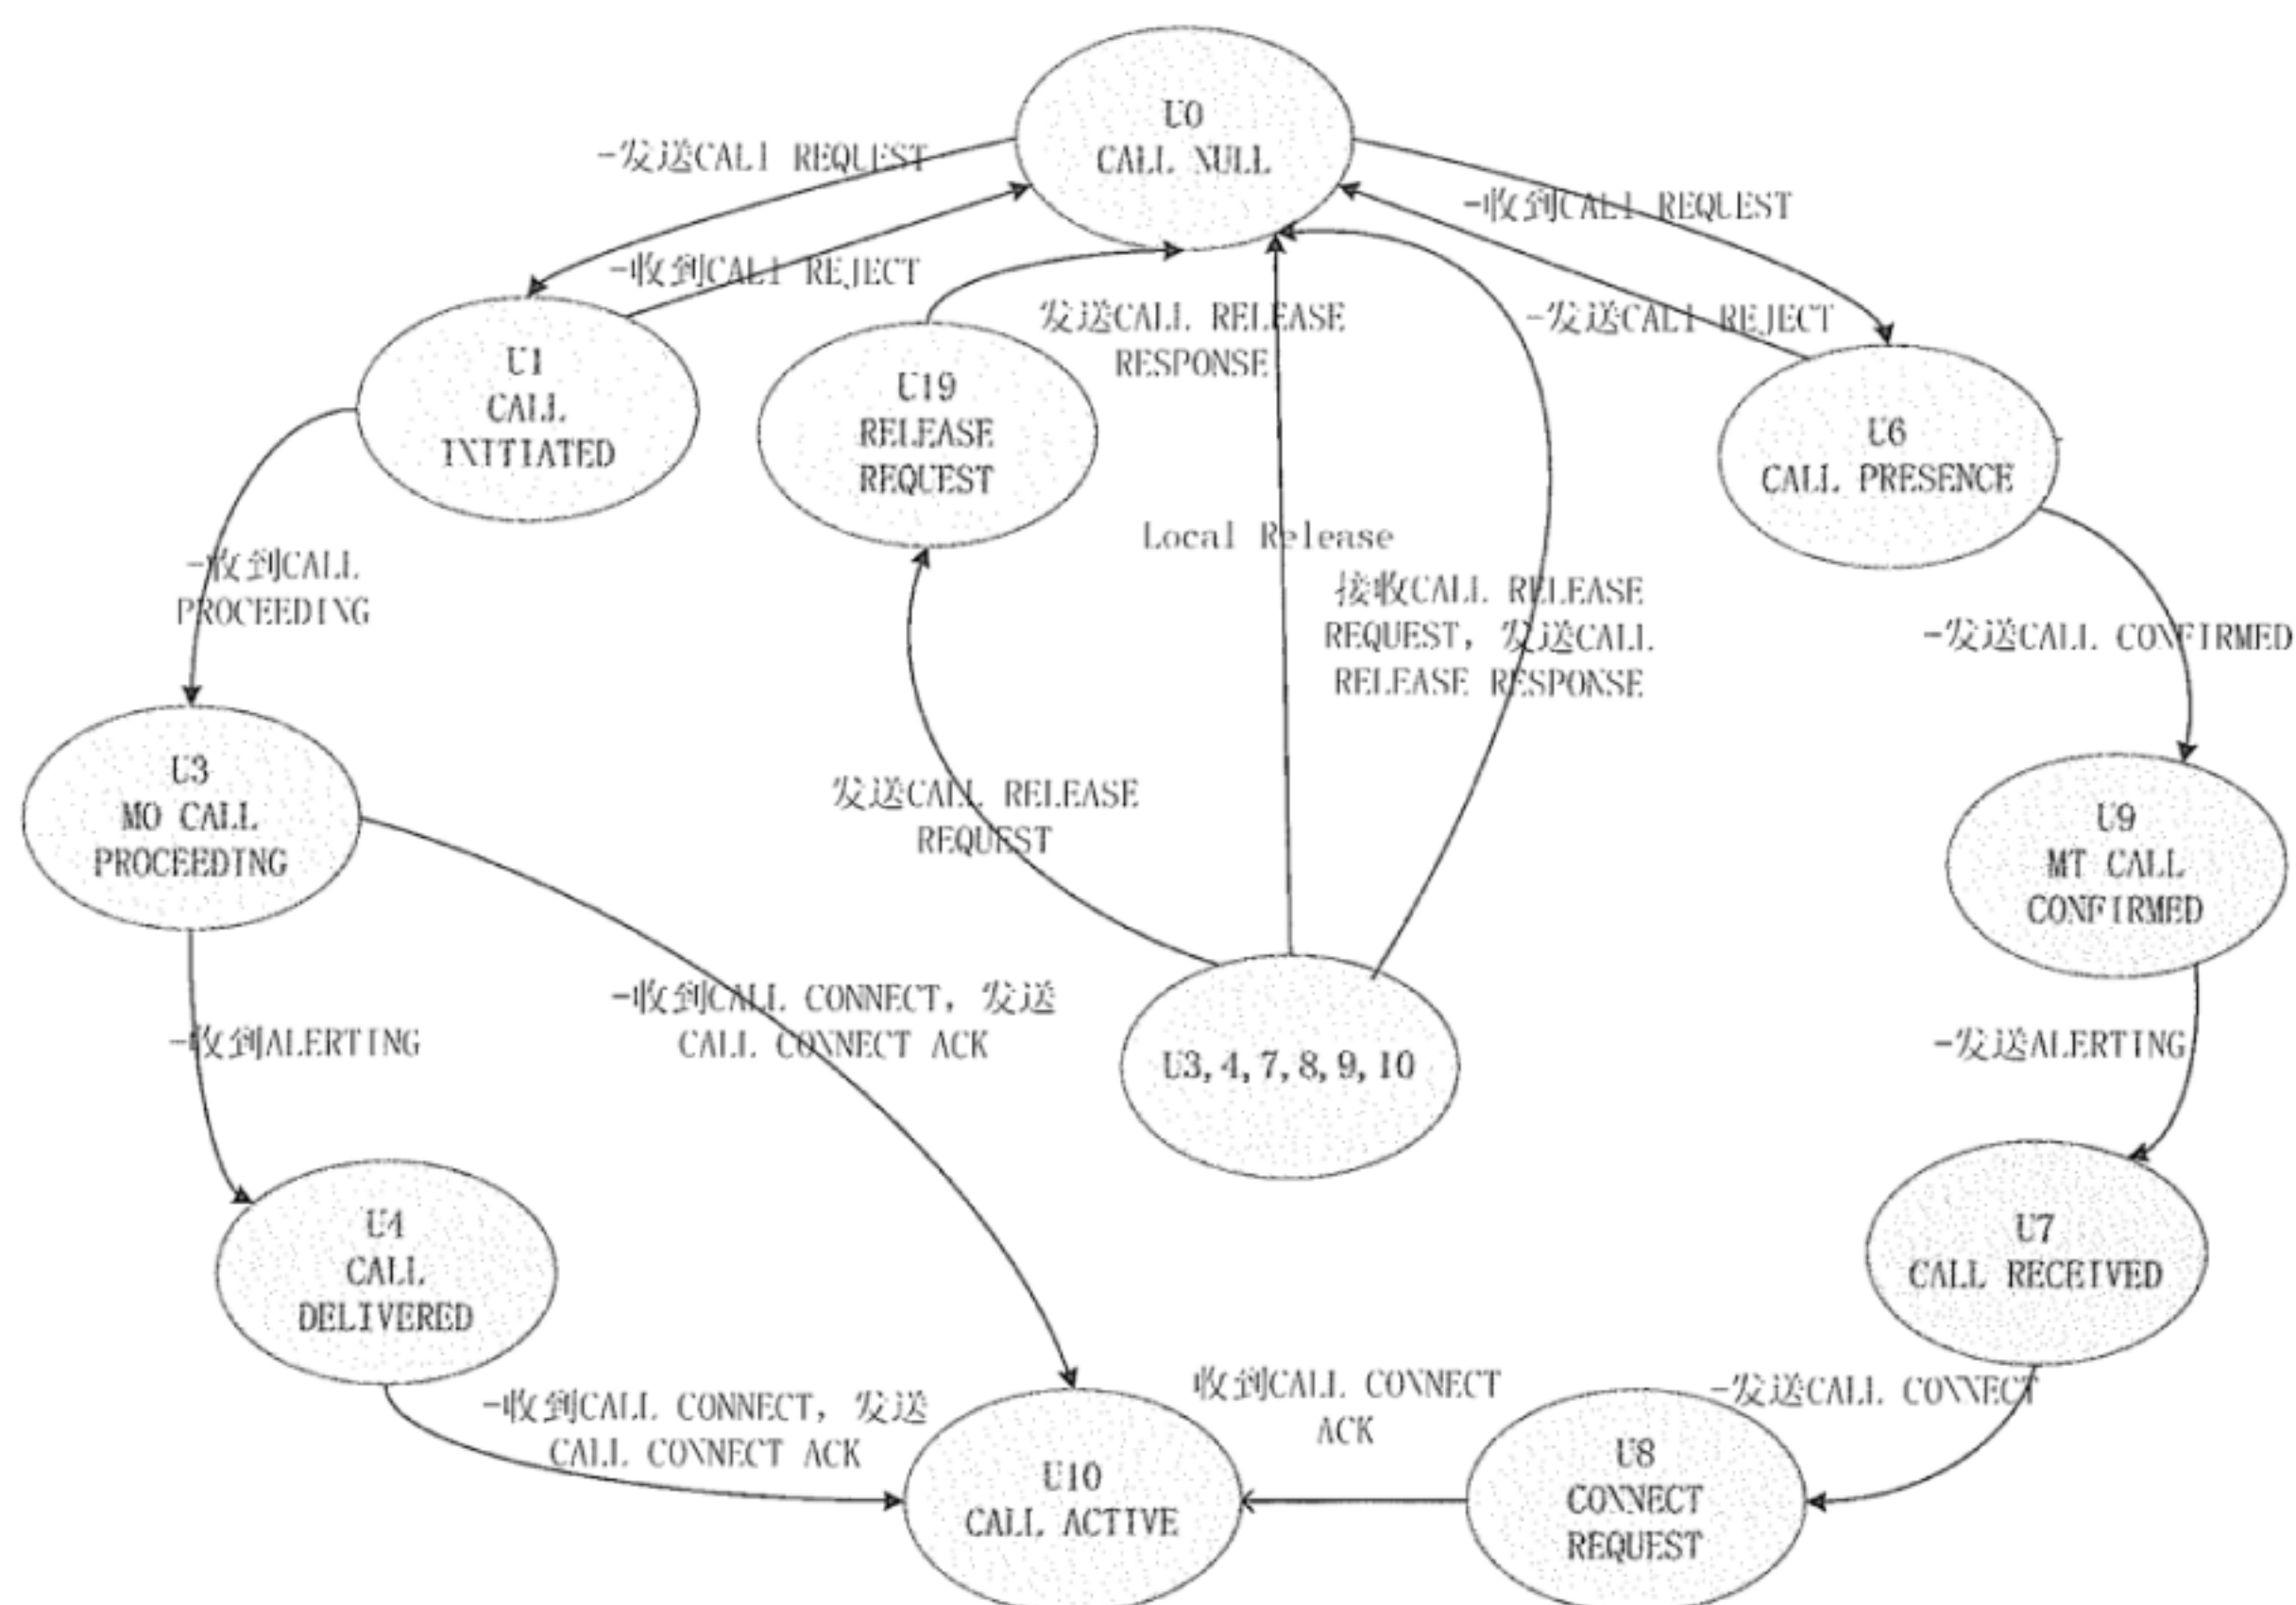 U0
CALL NULL
-发送CALl REQUEST
-收到CALl REQUEST
-收到CALl REJECT
发送CALL RELEASE
RESPONSE
-发送CALl REJECT
U1
CALL
INITIATED
U19
RELEASE
REQUEST
U6
CALL PRESENCE
Local Release
-收到CALL
PROCEEDING
接收CALL RELEASE
REQUEST, 发送CALL
RELEASE RESPONSE
-发送CALL CONFIRMED
U3
MO CALL
PROCEEDING
发送CALL RELEASE
REQUEST
U9
MT CALL
CONFIRMED
-收到CALL CONNECT, 发送
CALL CONNECT ACK
-收到ALERTING
U3,4,7,8,9,10
-发送ALERTING
U4
CALL
DELIVERED
U7
CALL RECEIVED
-收到CALL CONNECT, 发送
CALL CONNECT ACK
收到CALL CONNECT
ACK
-发送CALL CONNECT
U10
CALL ACTIVE
U8
CONNECT
REQUEST